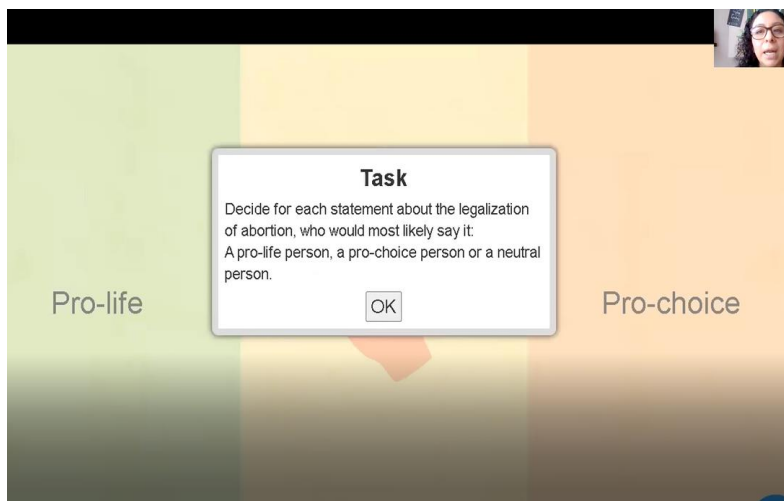 Task
Decide for each statement about the legalization
of abortion, who would most likely say it:
A pro-life person, a pro-choice person or a neutral
person.
OK
Pro-life
Pro-choice